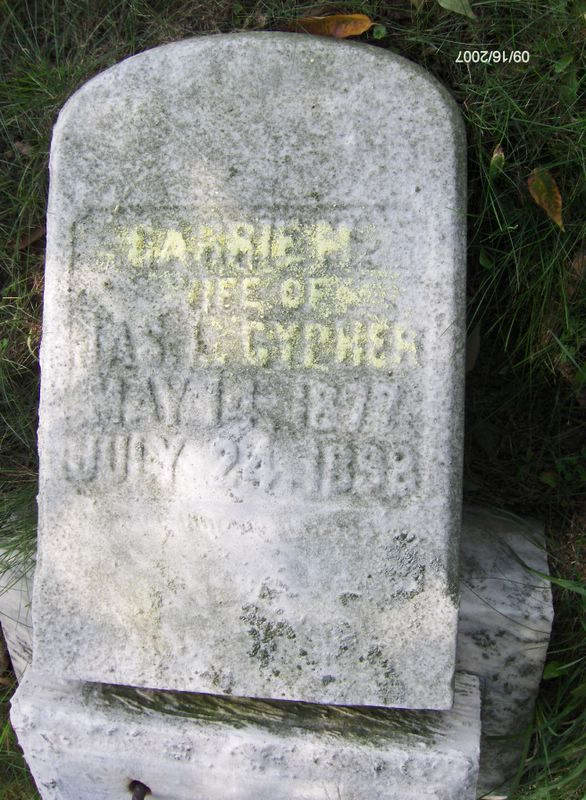 09/16/2007
CARRIE M.
WIFE OF
JAS. C. CYPHER
MAY 14, 1877
JULY 24, 1898